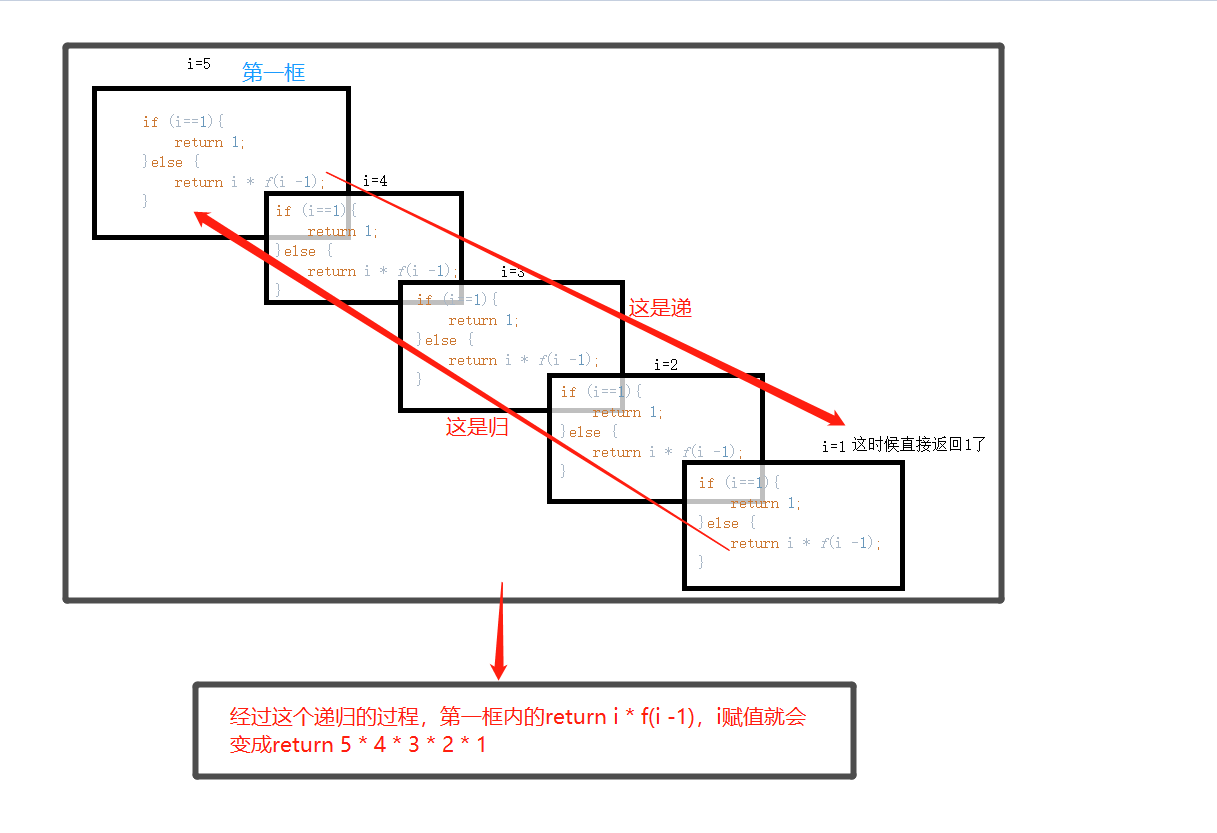 i=5
第一框
if (i==1){
return 1;
}else {
return i * f(i -1);
}
i=4
if (i==1){
return 1;
}else {
return i * f(i -1);
}
i=3
if (i==1){
return 1;
}else {
return i * f(i -1);
}
这是递
这是归
i=2
if (i==1){
return 1;
}else {
return i * f(i -1);
}
i=1 这时候直接返回1了
if (i==1){
return 1;
}else {
return i * f(i -1);
}
经过这个递归的过程，第一框内的return i * f(i -1)，i赋值就会
变成return 5 * 4 * 3 * 2 * 1